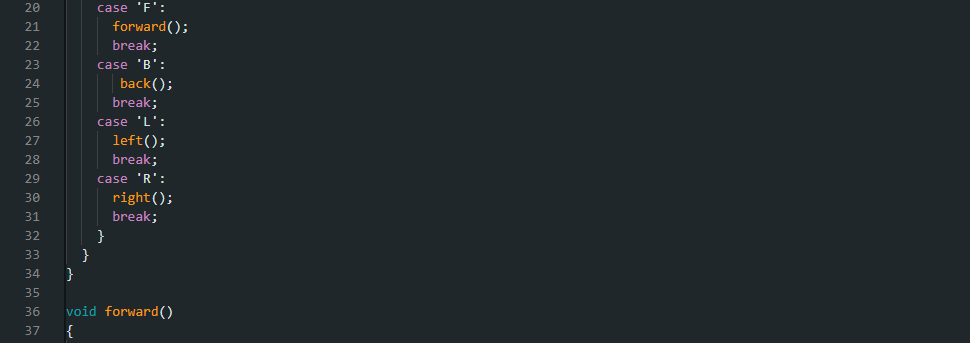 20 case 'F':
21 forward();
22 break;
23 case 'B':
24 back();
25 break;
26 case 'L':
27 left();
28 break;
29 case 'R':
30 right();
31 break;
32 }
33 }
34 }
35
36 void forward()
37 {